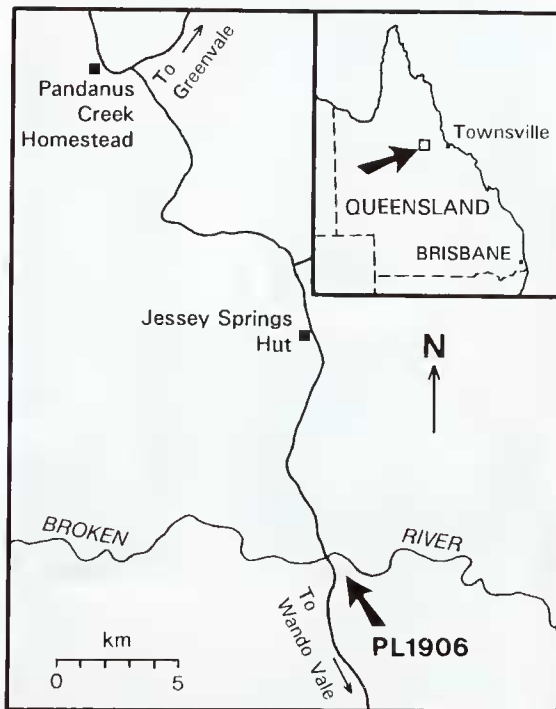 To
Greenvale
Pandanus
Creek
Homestead
Townsville
QUEENSLAND
BRISBANE
Jessey Springs
Hut
N
BROKEN
RIVER
To
Wando Vale
PL1906
km
0
5